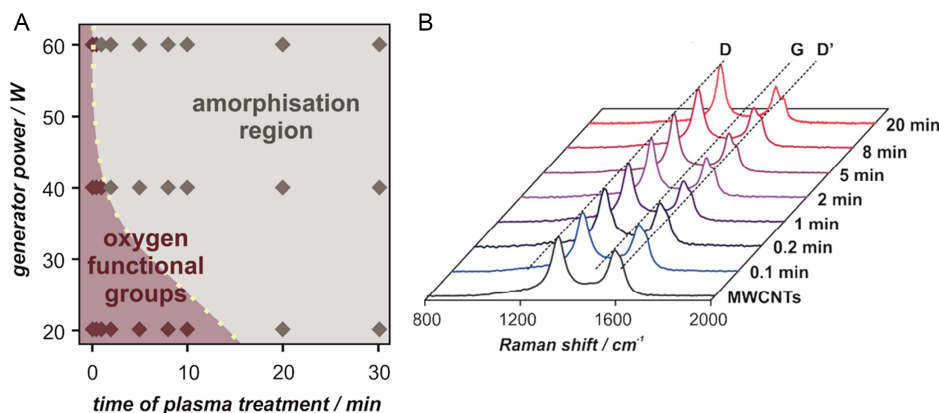 A
generator power / W
60
50
40
30
20
amorphisation
region
oxygen
functional
groups
0
10
20
30
time of plasma treatment / min
B
D
G
D'
20 min
8 min
5 min
2 min
1 min
0.2 min
0.1 min
MWCNTs
800
1200
1600
2000
Raman shift / cm⁻¹